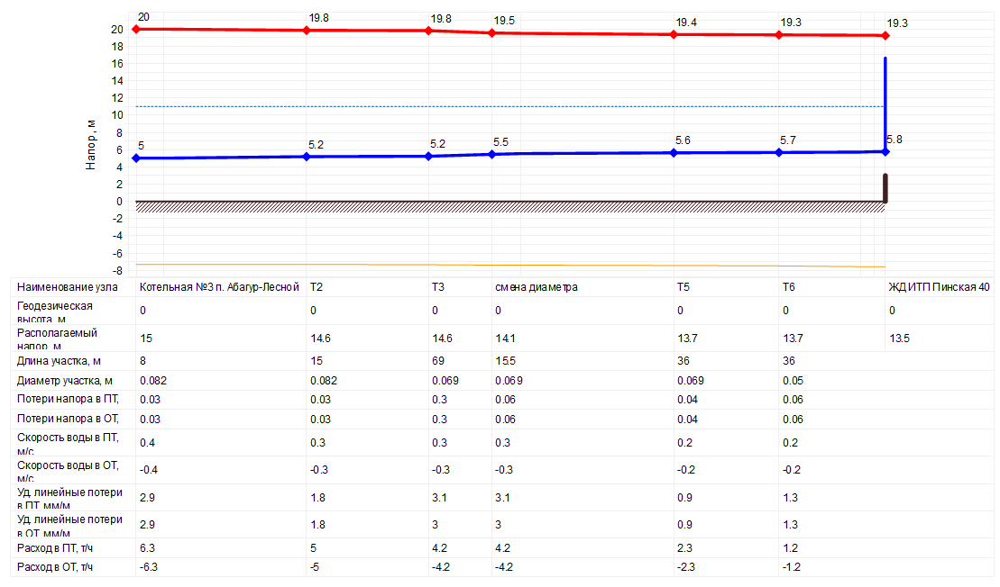 20 19.8 19.8 19.5 19.4 19.3 19.3
20
18
16
14
12
10
8
6
4
2
0
-2
-4
-6
-8
Напор, м
5 5.2 5.2 5.5 5.6 5.7 5.8
Наименование узла Котельная №3 п. Абагур-Лесной Т2 Т3 смена диаметра Т5 Т6 ЖД ИТП Пинская 40
Геодезическая
высота, м
0 0 0 0 0 0 0
Располагаемый
напор, м
15 14.6 14.6 14.1 13.7 13.7 13.5
Длина участка, м 8 15 69 15.5 36 36
Диаметр участка, м 0.082 0.082 0.069 0.069 0.069 0.05
Потери напора в ПТ, 0.03 0.03 0.3 0.06 0.04 0.06
Потери напора в ОТ, 0.03 0.03 0.3 0.06 0.04 0.06
Скорость воды в ПТ,
м/с
0.4 0.3 0.3 0.3 0.2 0.2
Скорость воды в ОТ,
м/с
-0.4 -0.3 -0.3 -0.3 -0.2 -0.2
Уд. линейные потери
в ПТ, мм/м
2.9 1.8 3.1 3.1 0.9 1.3
Уд. линейные потери
в ОТ, мм/м
2.9 1.8 3 3 0.9 1.3
Расход в ПТ, т/ч 6.3 5 4.2 4.2 2.3 1.2
Расход в ОТ, т/ч -6.3 -5 -4.2 -4.2 -2.3 -1.2